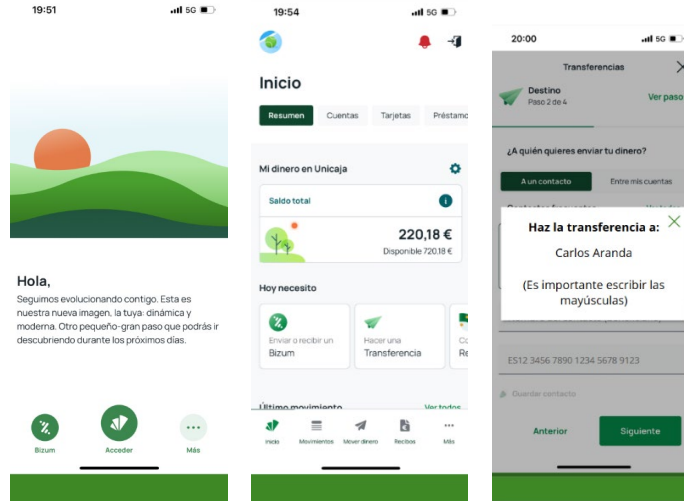 19:51
5G
Hola,
Seguimos evolucionando contigo. Esta es
nuestra nueva imagen, la tuya: dinámica y
moderna. Otro pequeño-gran paso que podrás ir
descubriendo durante los próximos días.
Bizum
Acceder
Más
19:54
5G
Inicio
Resumen Cuentas Tarjetas Préstamo
Mi dinero en Unicaja
Saldo total
220,18 €
Disponible 720.18 €
Hoy necesito
Enviar o recibir un
Bizum
Hacer una
Transferencia
Co
Re
Último movimiento Ver todos
Inicio Movimientos Mover dinero Recibos Más
20:00
5G
Transferencias
Destino
Paso 2 de 4
Ver paso
¿A quién quieres enviar tu dinero?
A un contacto Entre mis cuentas
Haz la transferencia a:
Carlos Aranda
(Es importante escribir las
mayúsculas)
ES12 3456 7890 1234 5678 9123
Guardar contacto
Anterior Siguiente